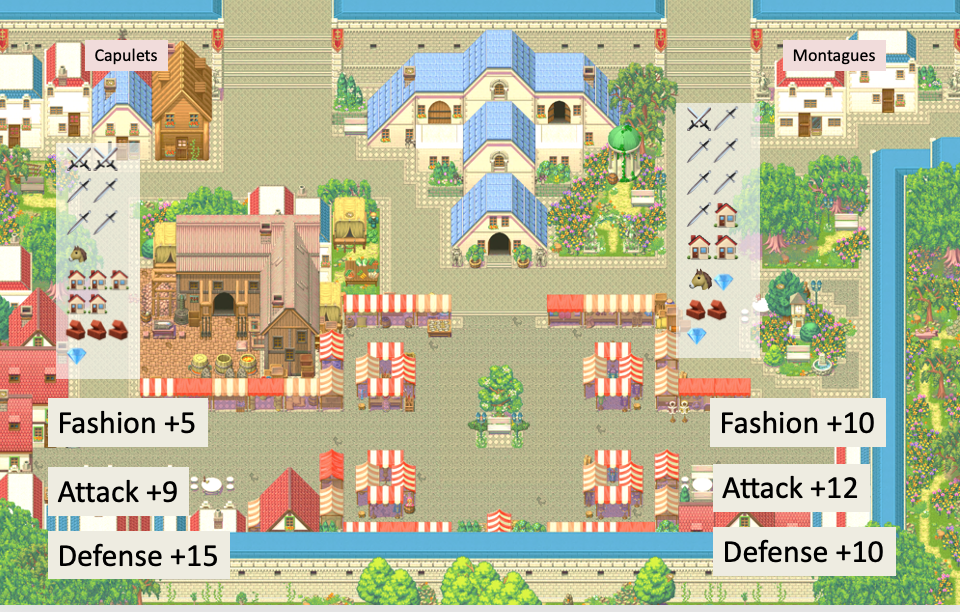 Capulets
Montagues
Fashion +5
Fashion +10
Attack +9
Attack +12
Defense +15
Defense +10